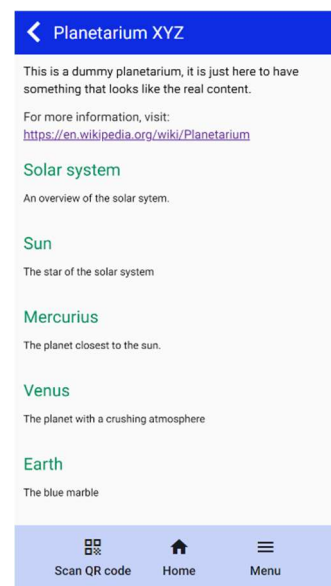 Planetarium XYZ
This is a dummy planetarium, it is just here to have
something that looks like the real content.
For more information, visit:
https://en.wikipedia.org/wiki/Planetarium
Solar system
An overview of the solar sytem.
Sun
The star of the solar system
Mercurius
The planet closest to the sun.
Venus
The planet with a crushing atmosphere
Earth
The blue marble
Scan QR code Home Menu